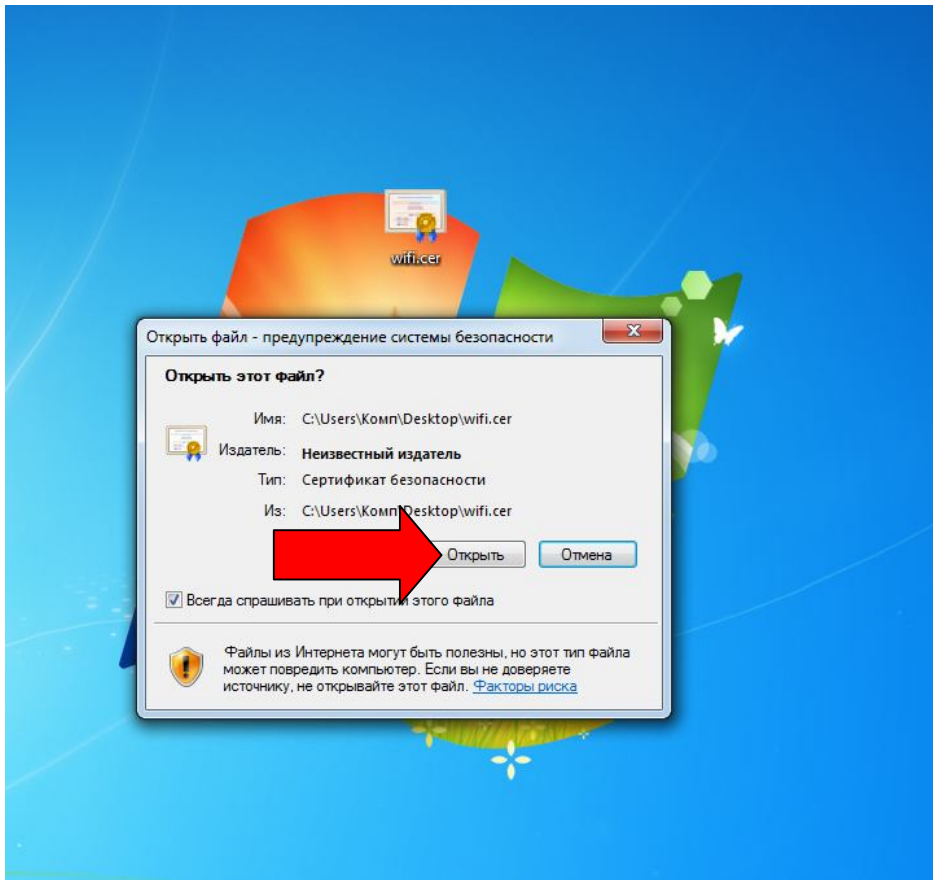 wifi.cer
Открыть файл - предупреждение системы безопасности
Открыть этот файл?
Имя: C:\Users\Комп\Desktop\wifi.cer
Издатель: Неизвестный издатель
Тип: Сертификат безопасности
Из: C:\Users\Комп\Desktop\wifi.cer
Открыть Отмена
Всегда спрашивать при открытии этого файла
Файлы из Интернета могут быть полезны, но этот тип файла
может повредить компьютер. Если вы не доверяете
источнику, не открывайте этот файл. Факторы риска